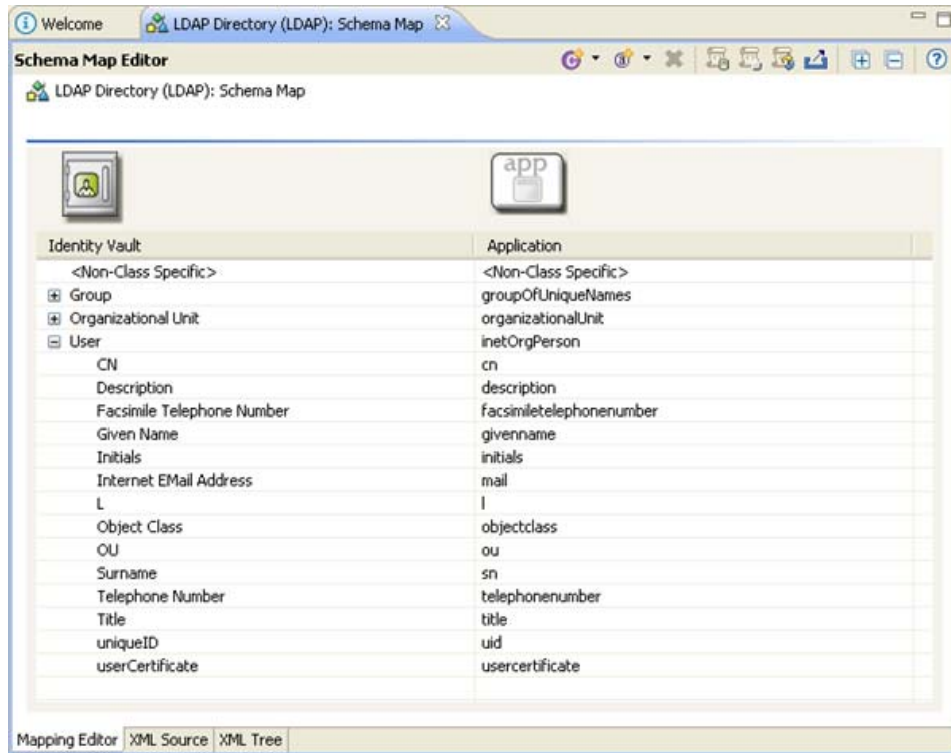 Welcome
LDAP Directory (LDAP): Schema Map
Schema Map Editor
LDAP Directory (LDAP): Schema Map
app
Identity Vault Application
<Non-Class Specific> <Non-Class Specific>
Group groupOfUniqueNames
Organizational Unit organizationalUnit
User inetOrgPerson
CN cn
Description description
Facsimile Telephone Number facsimiletelephonenumber
Given Name givenname
Initials initials
Internet EMail Address mail
L l
Object Class objectclass
OU ou
Surname sn
Telephone Number telephonenumber
Title title
uniqueID uid
userCertificate usercertificate
Mapping Editor XML Source XML Tree